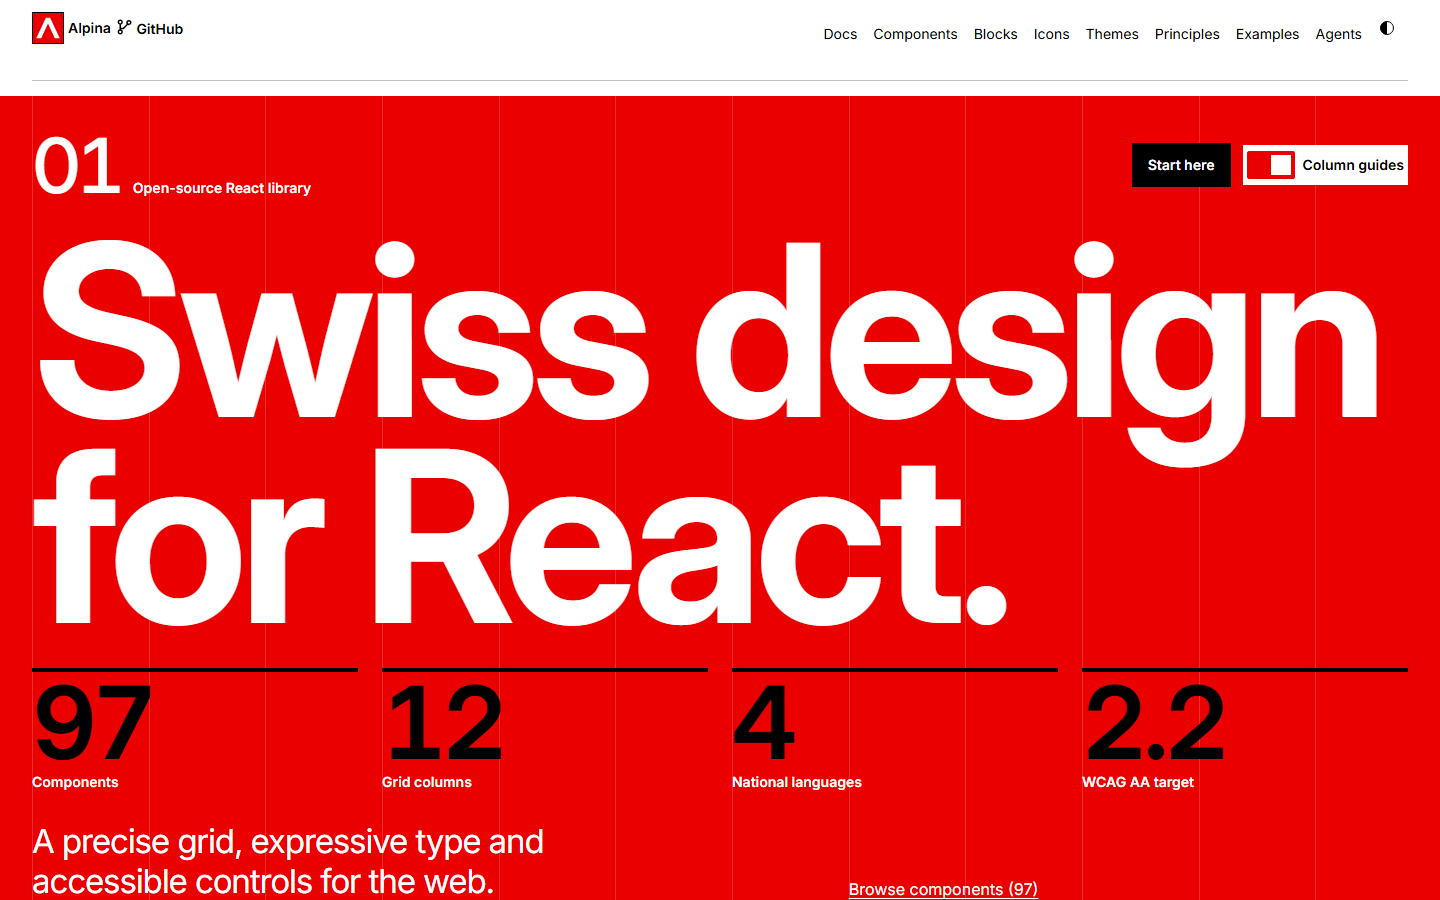 Alpina GitHub
Docs Components Blocks Icons Themes Principles Examples Agents
01 Open-source React library
Start here Column guides
Swiss design
for React.
97 12 4 2.2
Components Grid columns National languages WCAG AA target
A precise grid, expressive type and
accessible controls for the web.
Browse components (97)